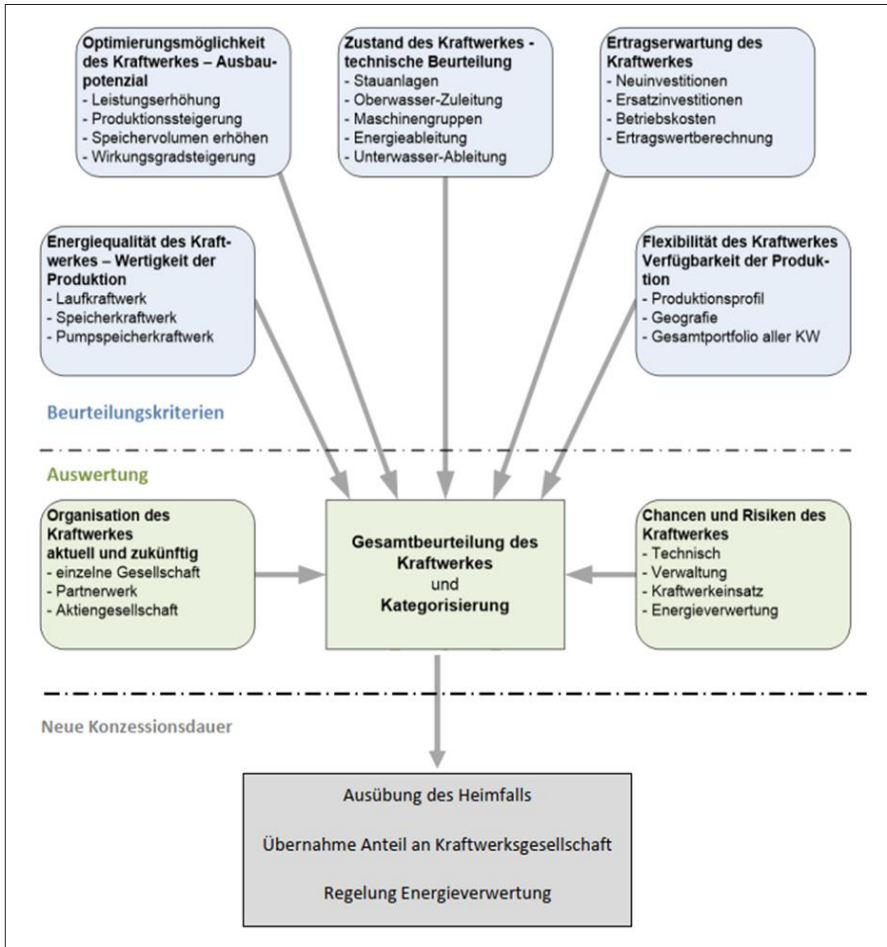 Optimierungsmöglichkeit
des Kraftwerkes – Ausbau-
potenzial
- Leistungserhöhung
- Produktionssteigerung
- Speichervolumen erhöhen
- Wirkungsgradsteigerung
Zustand des Kraftwerkes -
technische Beurteilung
- Stauanlagen
- Oberwasser-Zuleitung
- Maschinengruppen
- Energieableitung
- Unterwasser-Ableitung
Ertragserwartung des
Kraftwerkes
- Neuinvestitionen
- Ersatzinvestitionen
- Betriebskosten
- Ertragswertberechnung
Energiequalität des Kraft-
werkes – Wertigkeit der
Produktion
- Laufkraftwerk
- Speicherkraftwerk
- Pumpspeicherkraftwerk
Flexibilität des Kraftwerkes
Verfügbarkeit der Produk-
tion
- Produktionsprofil
- Geografie
- Gesamtportfolio aller KW
Beurteilungskriterien
Auswertung
Organisation des
Kraftwerkes
aktuell und zukünftig
- einzelne Gesellschaft
- Partnerwerk
- Aktiengesellschaft
Gesamtbeurteilung des
Kraftwerkes
und
Kategorisierung
Chancen und Risiken des
Kraftwerkes
- Technisch
- Verwaltung
- Kraftwerkeinsatz
- Energieverwertung
Neue Konzessionsdauer
Ausübung des Heimfalls
Übernahme Anteil an Kraftwerksgesellschaft
Regelung Energieverwertung